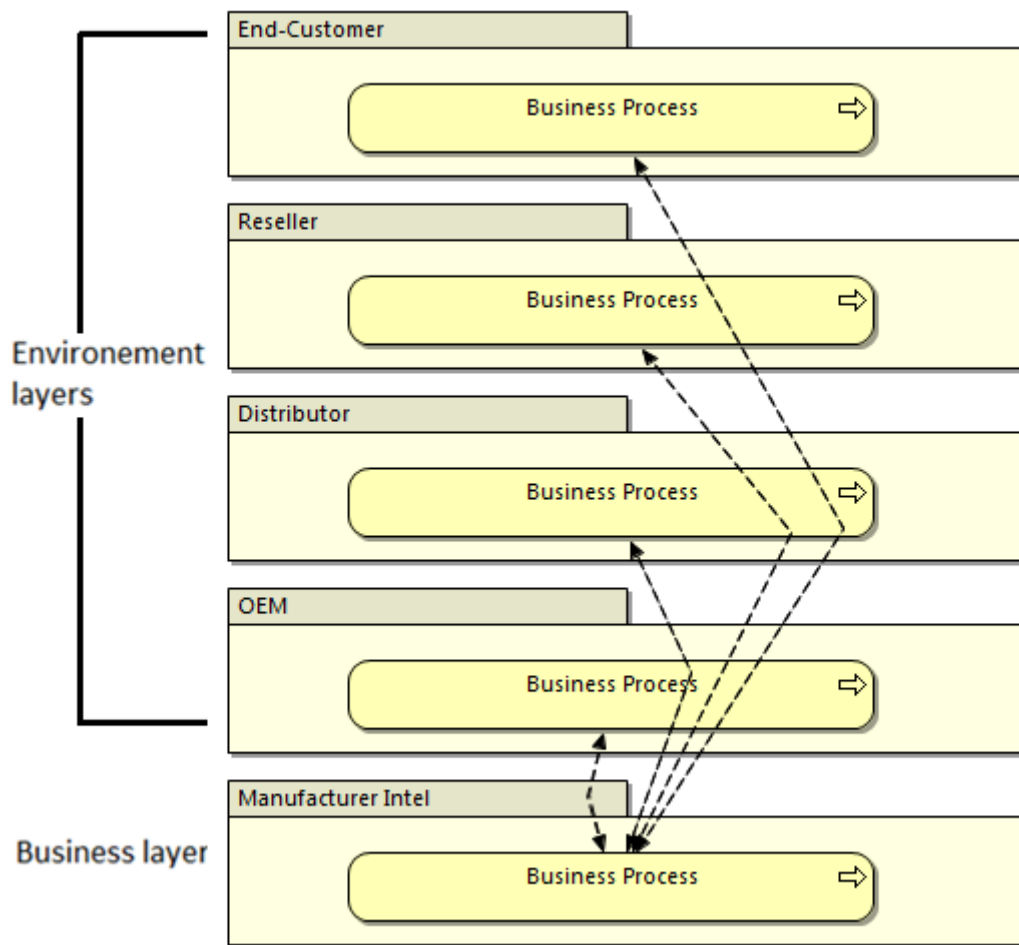 End-Customer
Business Process
Reseller
Business Process
Environement
layers
Distributor
Business Process
OEM
Business Process
Manufacturer Intel
Business layer
Business Process